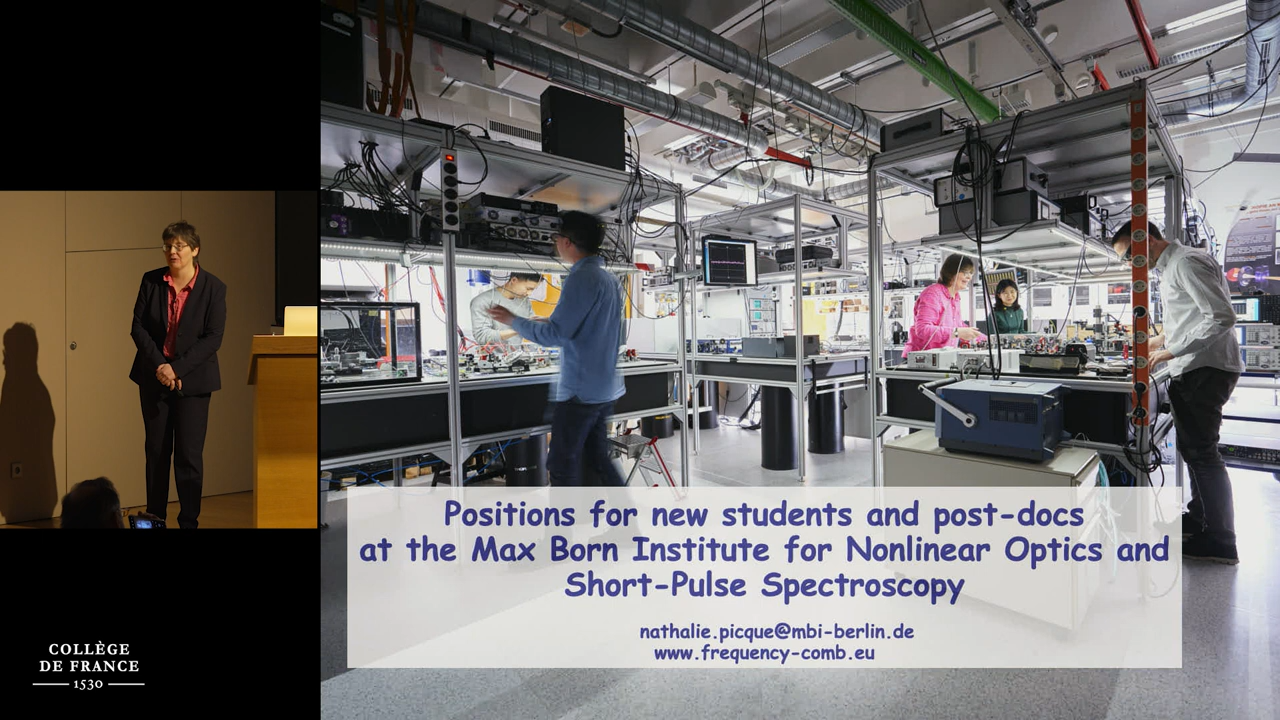 COLLÈGE
DE FRANCE
1530
Positions for new students and post-docs
at the Max Born Institute for Nonlinear Optics and
Short-Pulse Spectroscopy
nathalie.picque@mbi-berlin.de
www.frequency-comb.eu